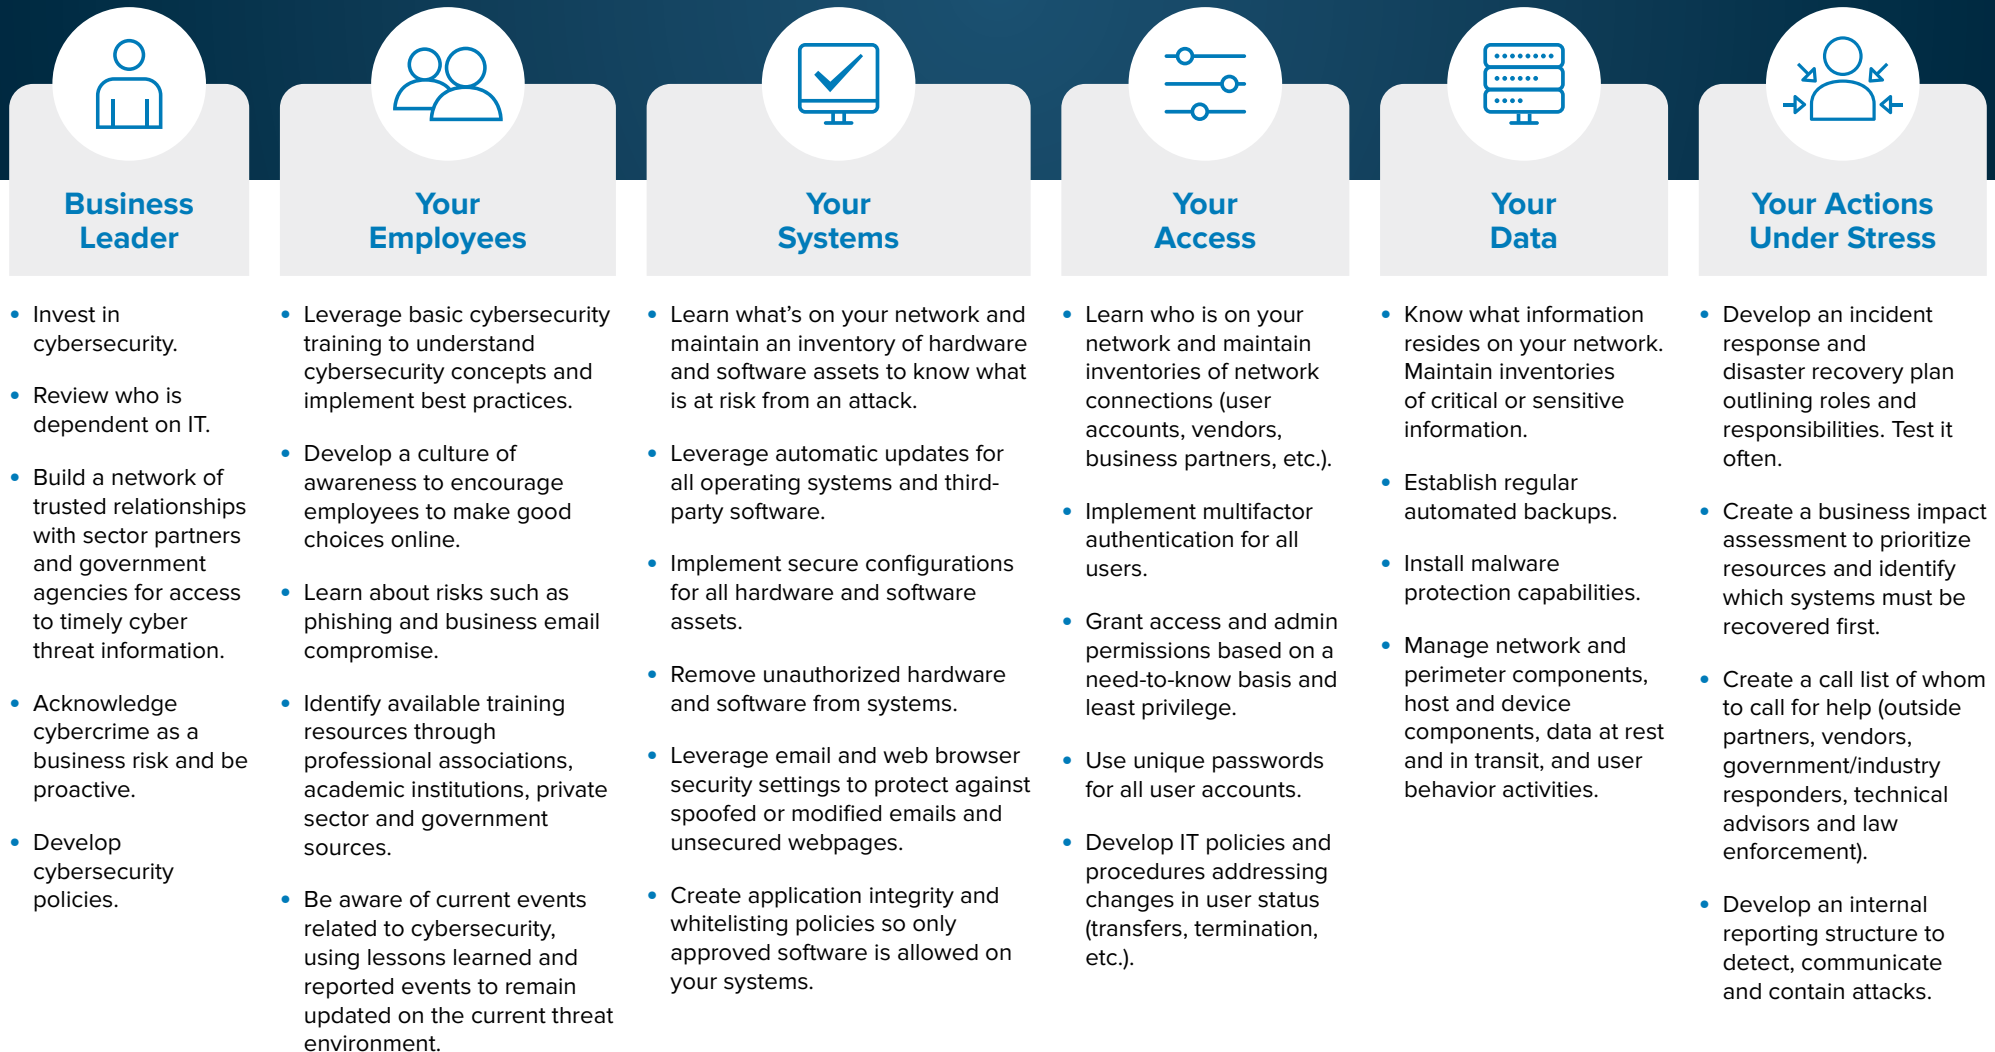 Business
Leader
• Invest in
cybersecurity.
• Review who is
dependent on IT.
• Build a network of
trusted relationships
with sector partners
and government
agencies for access
to timely cyber
threat information.
• Acknowledge
cybercrime as a
business risk and be
proactive.
• Develop
cybersecurity
policies.
Your
Employees
• Leverage basic cybersecurity
training to understand
cybersecurity concepts and
implement best practices.
• Develop a culture of
awareness to encourage
employees to make good
choices online.
• Learn about risks such as
phishing and business email
compromise.
• Identify available training
resources through
professional associations,
academic institutions, private
sector and government
sources.
• Be aware of current events
related to cybersecurity,
using lessons learned and
reported events to remain
updated on the current threat
environment.
Your
Systems
• Learn what’s on your network and
maintain an inventory of hardware
and software assets to know what
is at risk from an attack.
• Leverage automatic updates for
all operating systems and third-
party software.
• Implement secure configurations
for all hardware and software
assets.
• Remove unauthorized hardware
and software from systems.
• Leverage email and web browser
security settings to protect against
spoofed or modified emails and
unsecured webpages.
• Create application integrity and
whitelisting policies so only
approved software is allowed on
your systems.
Your
Access
• Learn who is on your
network and maintain
inventories of network
connections (user
accounts, vendors,
business partners, etc.).
• Implement multifactor
authentication for all
users.
• Grant access and admin
permissions based on a
need-to-know basis and
least privilege.
• Use unique passwords
for all user accounts.
• Develop IT policies and
procedures addressing
changes in user status
(transfers, termination,
etc.).
Your
Data
• Know what information
resides on your network.
Maintain inventories
of critical or sensitive
information.
• Establish regular
automated backups.
• Install malware
protection capabilities.
• Manage network and
perimeter components,
host and device
components, data at rest
and in transit, and user
behavior activities.
Your Actions
Under Stress
• Develop an incident
response and
disaster recovery plan
outlining roles and
responsibilities. Test it
often.
• Create a business impact
assessment to prioritize
resources and identify
which systems must be
recovered first.
• Create a call list of whom
to call for help (outside
partners, vendors,
government/industry
responders, technical
advisors and law
enforcement).
• Develop an internal
reporting structure to
detect, communicate
and contain attacks.